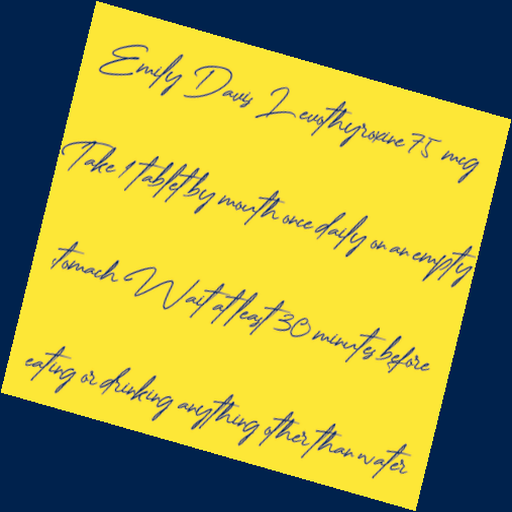 Emily Davis Levothyroxine 75 mcg
Take 1 tablet by mouth once daily on an empty
tomach Wait at least 30 minutes before
eating or drinking anything other than water